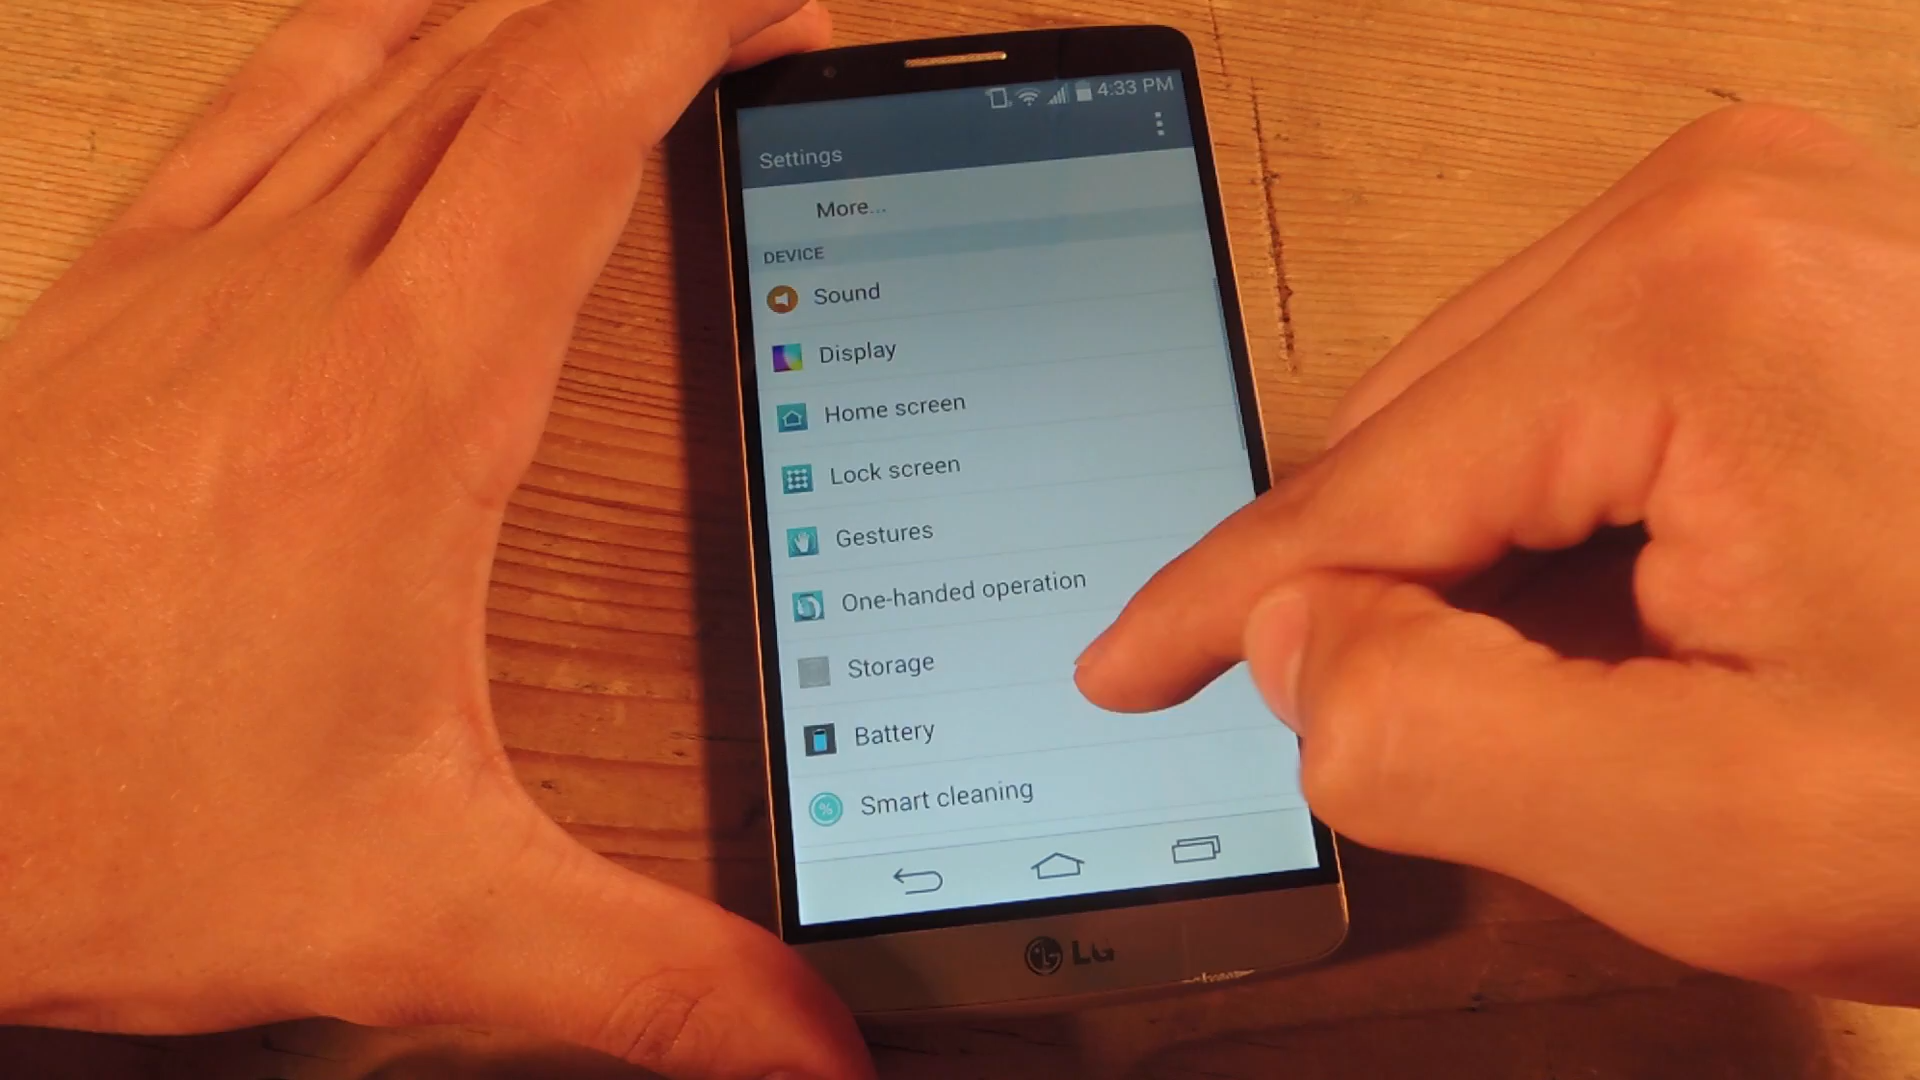 4:33 PM
Settings
More...
DEVICE
Sound
Display
Home screen
Lock screen
Gestures
One-handed operation
Storage
Battery
Smart cleaning
LG